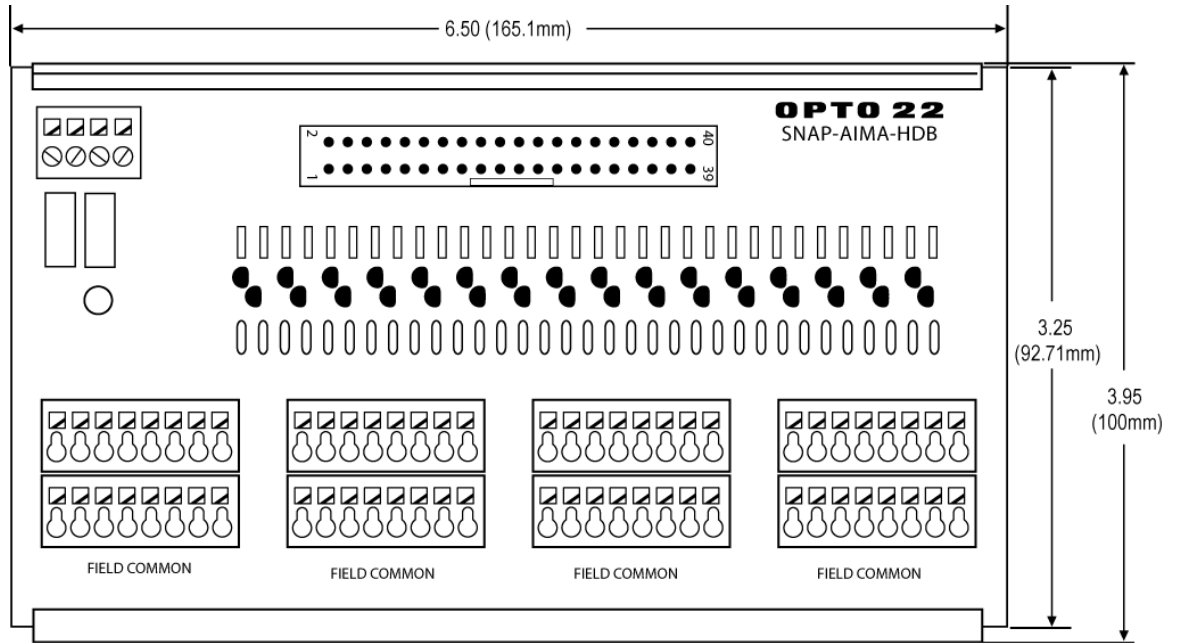 6.50 (165.1mm)
OPTO 22
SNAP-AIMA-HDB
2 40
1 39
3.25
(92.71mm)
3.95
(100mm)
FIELD COMMON
FIELD COMMON
FIELD COMMON
FIELD COMMON